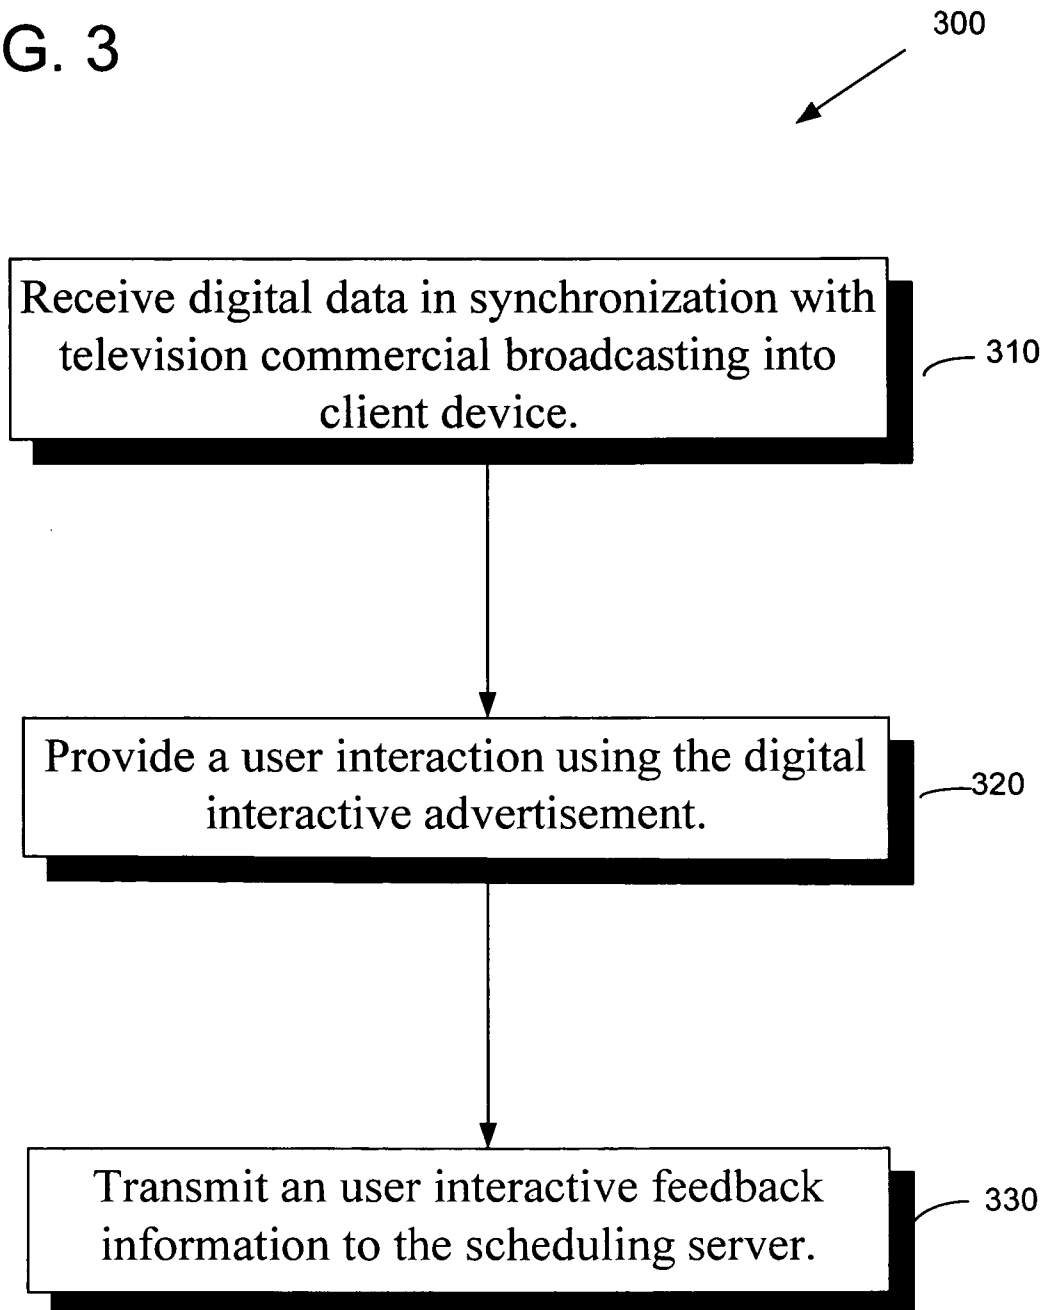 G. 3
300
Receive digital data in synchronization with
television commercial broadcasting into
client device.
310
Provide a user interaction using the digital
interactive advertisement.
320
Transmit an user interactive feedback
information to the scheduling server.
330